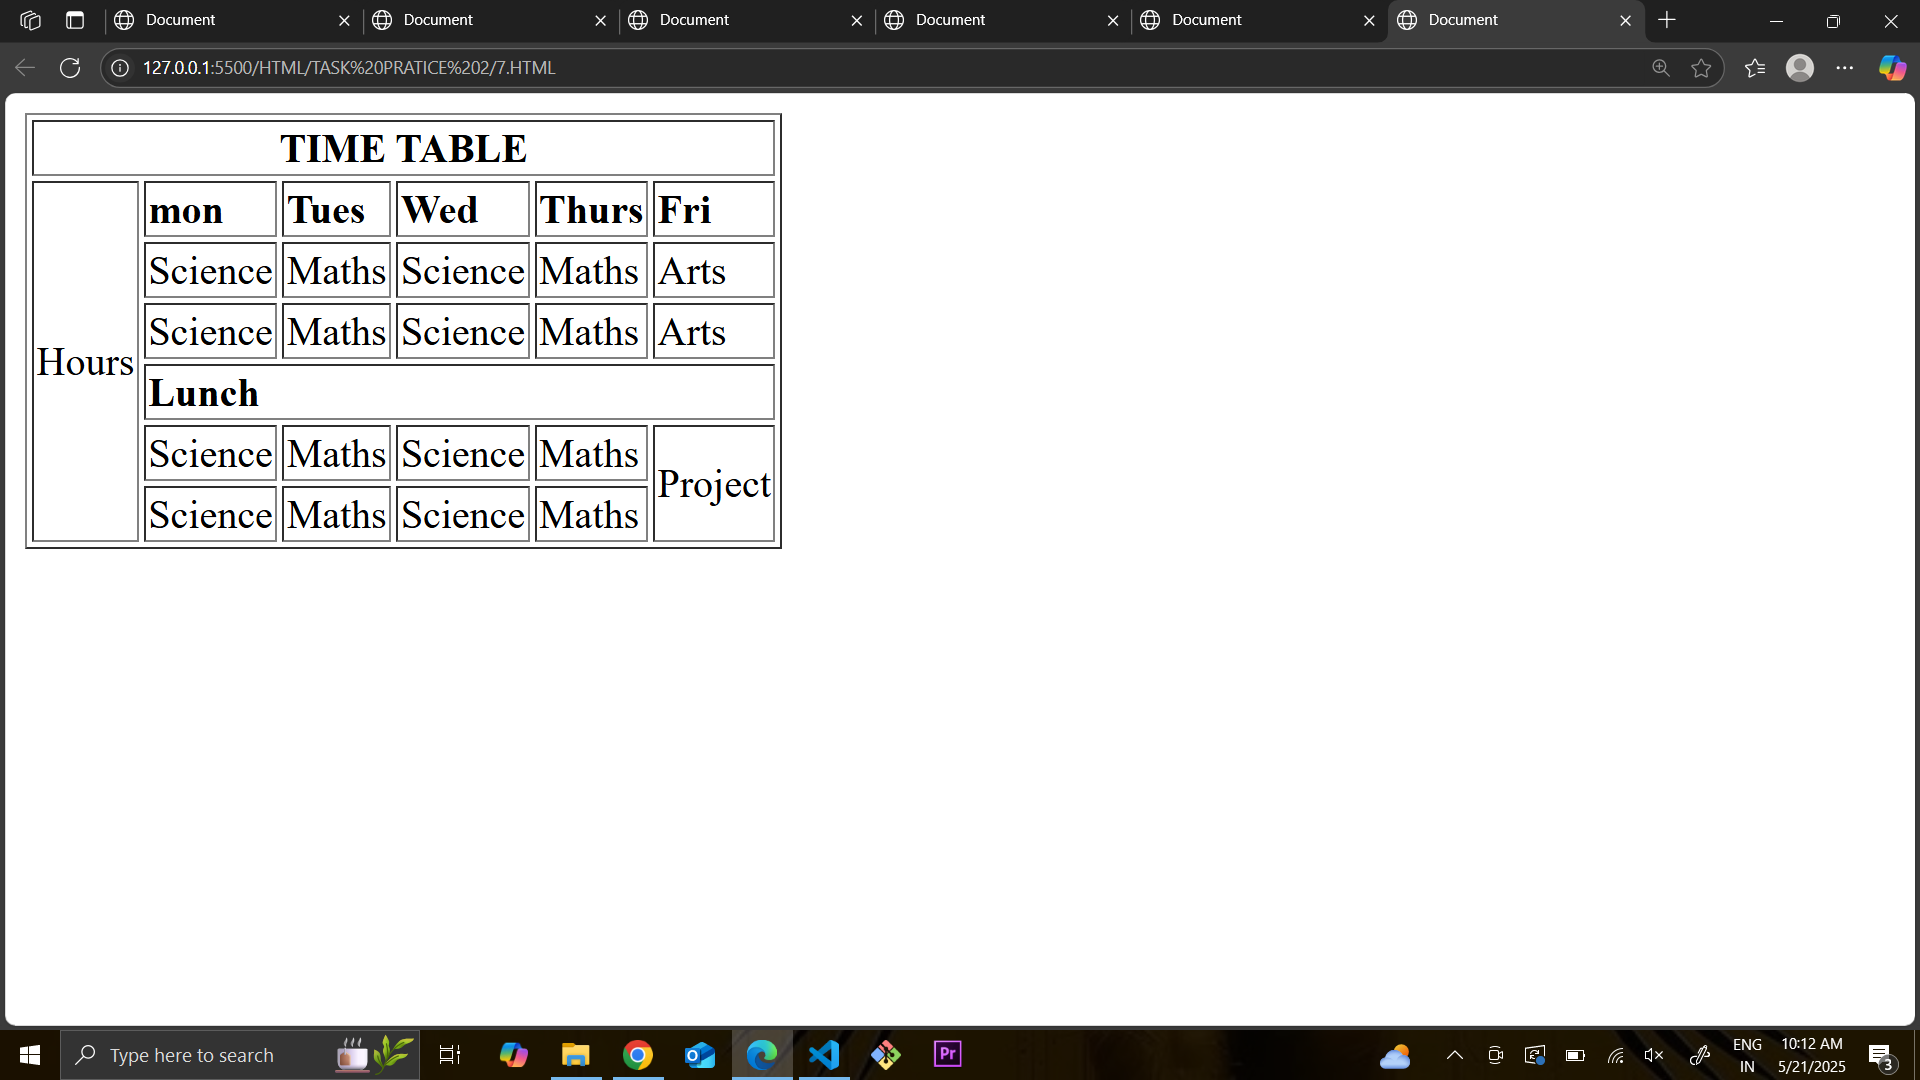 Document Document Document Document Document Document
127.0.0.1:5500/HTML/TASK%20PRATICE%202/7.HTML
TIME TABLE
mon Tues Wed Thurs Fri
Science Maths Science Maths Arts
Science Maths Science Maths Arts
Hours
Lunch
Science Maths Science Maths
Project
Science Maths Science Maths
Type here to search
Pr
ENG
IN
10:12 AM
5/21/2025
3